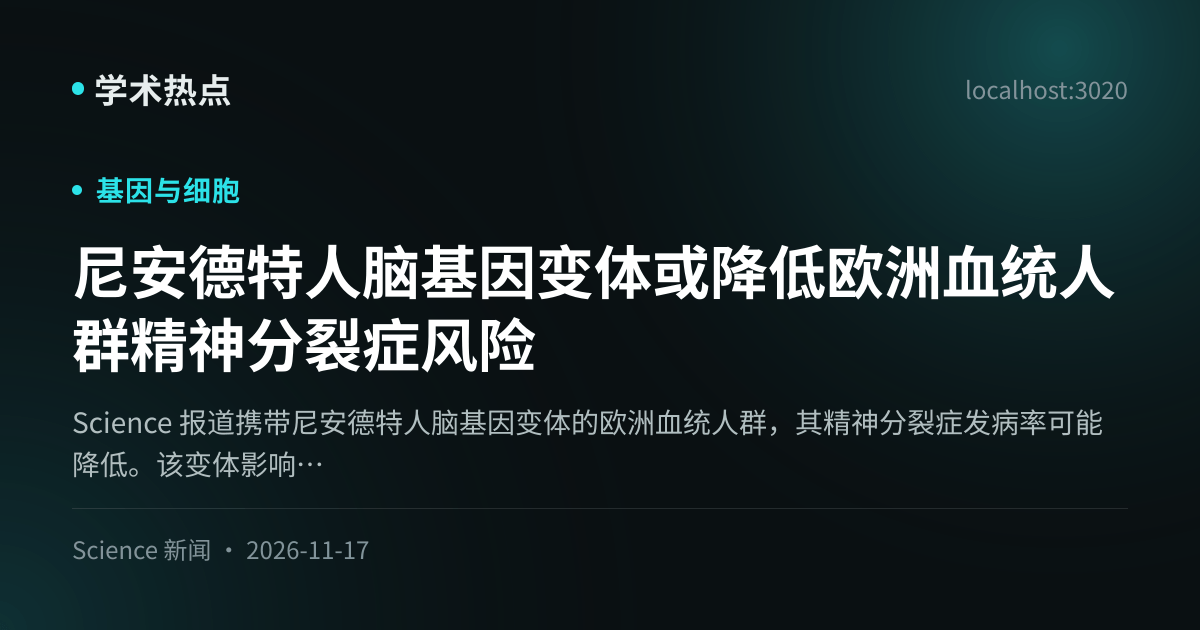 学术热点
localhost:3020
基因与细胞
尼安德特人脑基因变体或降低欧洲血统人
群精神分裂症风险
Science 报道携带尼安德特人脑基因变体的欧洲血统人群，其精神分裂症发病率可能
降低。该变体影响…
Science 新闻 · 2026-11-17